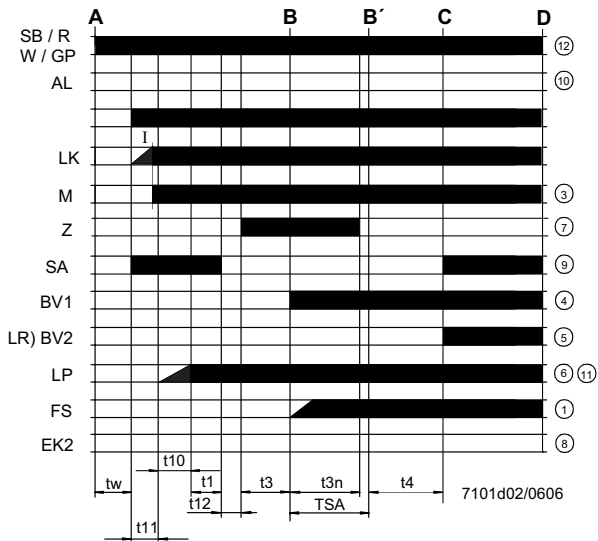 A B B´ C D
SB / R
W / GP
12
AL
10
I
LK
M
3
Z
7
SA
9
BV1
4
LR) BV2
5
LP
6 11
FS
1
EK2
8
t10
tw t1 t3 t3n t4
7101d02/0606
t12 TSA
t11